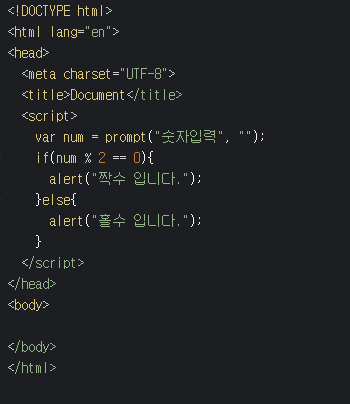 <!DOCTYPE html>
<html lang="en">
<head>
<meta charset="UTF-8">
<title>Document</title>
<script>
var num = prompt("숫자입력", "");
if(num % 2 == 0){
alert("짝수 입니다.");
}else{
alert("홀수 입니다.");
}
</script>
</head>
<body>
</body>
</html>